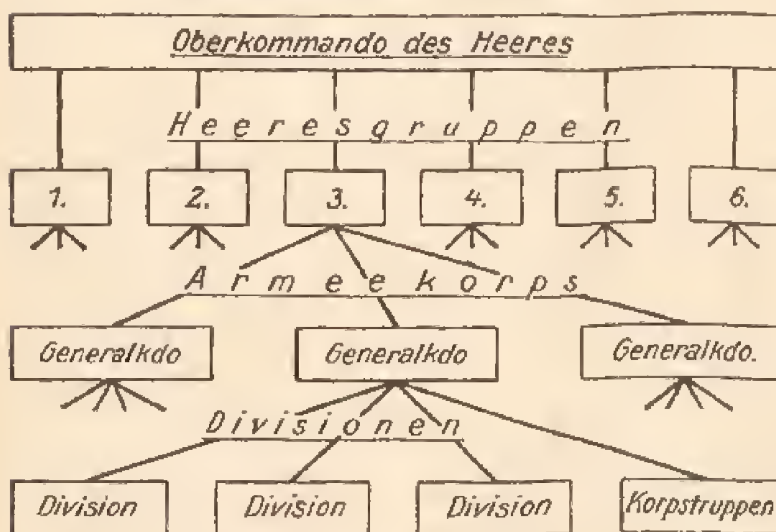 Oberkommando des Heeres
Heeresgruppen
1. 2. 3. 4. 5. 6.
Armeekorps
Generalkdo Generalkdo Generalkdo.
Divisionen
Division Division Division Korpstruppen